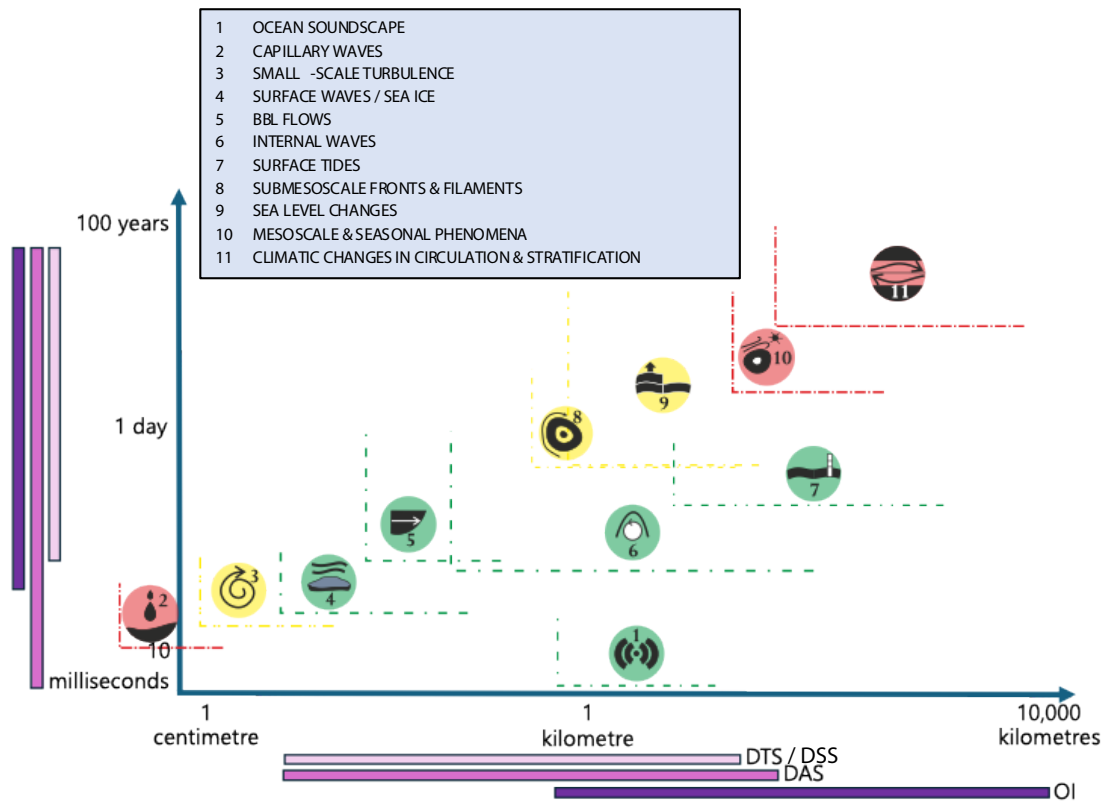 1 OCEAN SOUNDSCAPE
2 CAPILLARY WAVES
3 SMALL -SCALE TURBULENCE
4 SURFACE WAVES / SEA ICE
5 BBL FLOWS
6 INTERNAL WAVES
7 SURFACE TIDES
8 SUBMESOSCALE FRONTS & FILAMENTS
9 SEA LEVEL CHANGES
10 MESOSCALE & SEASONAL PHENOMENA
11 CLIMATIC CHANGES IN CIRCULATION & STRATIFICATION
100 years
11
10
9
8
1 day
7
5
6
3
4
2
1
10
milliseconds
1
centimetre
1
kilometre
10,000
kilometres
DTS / DSS
DAS
OI